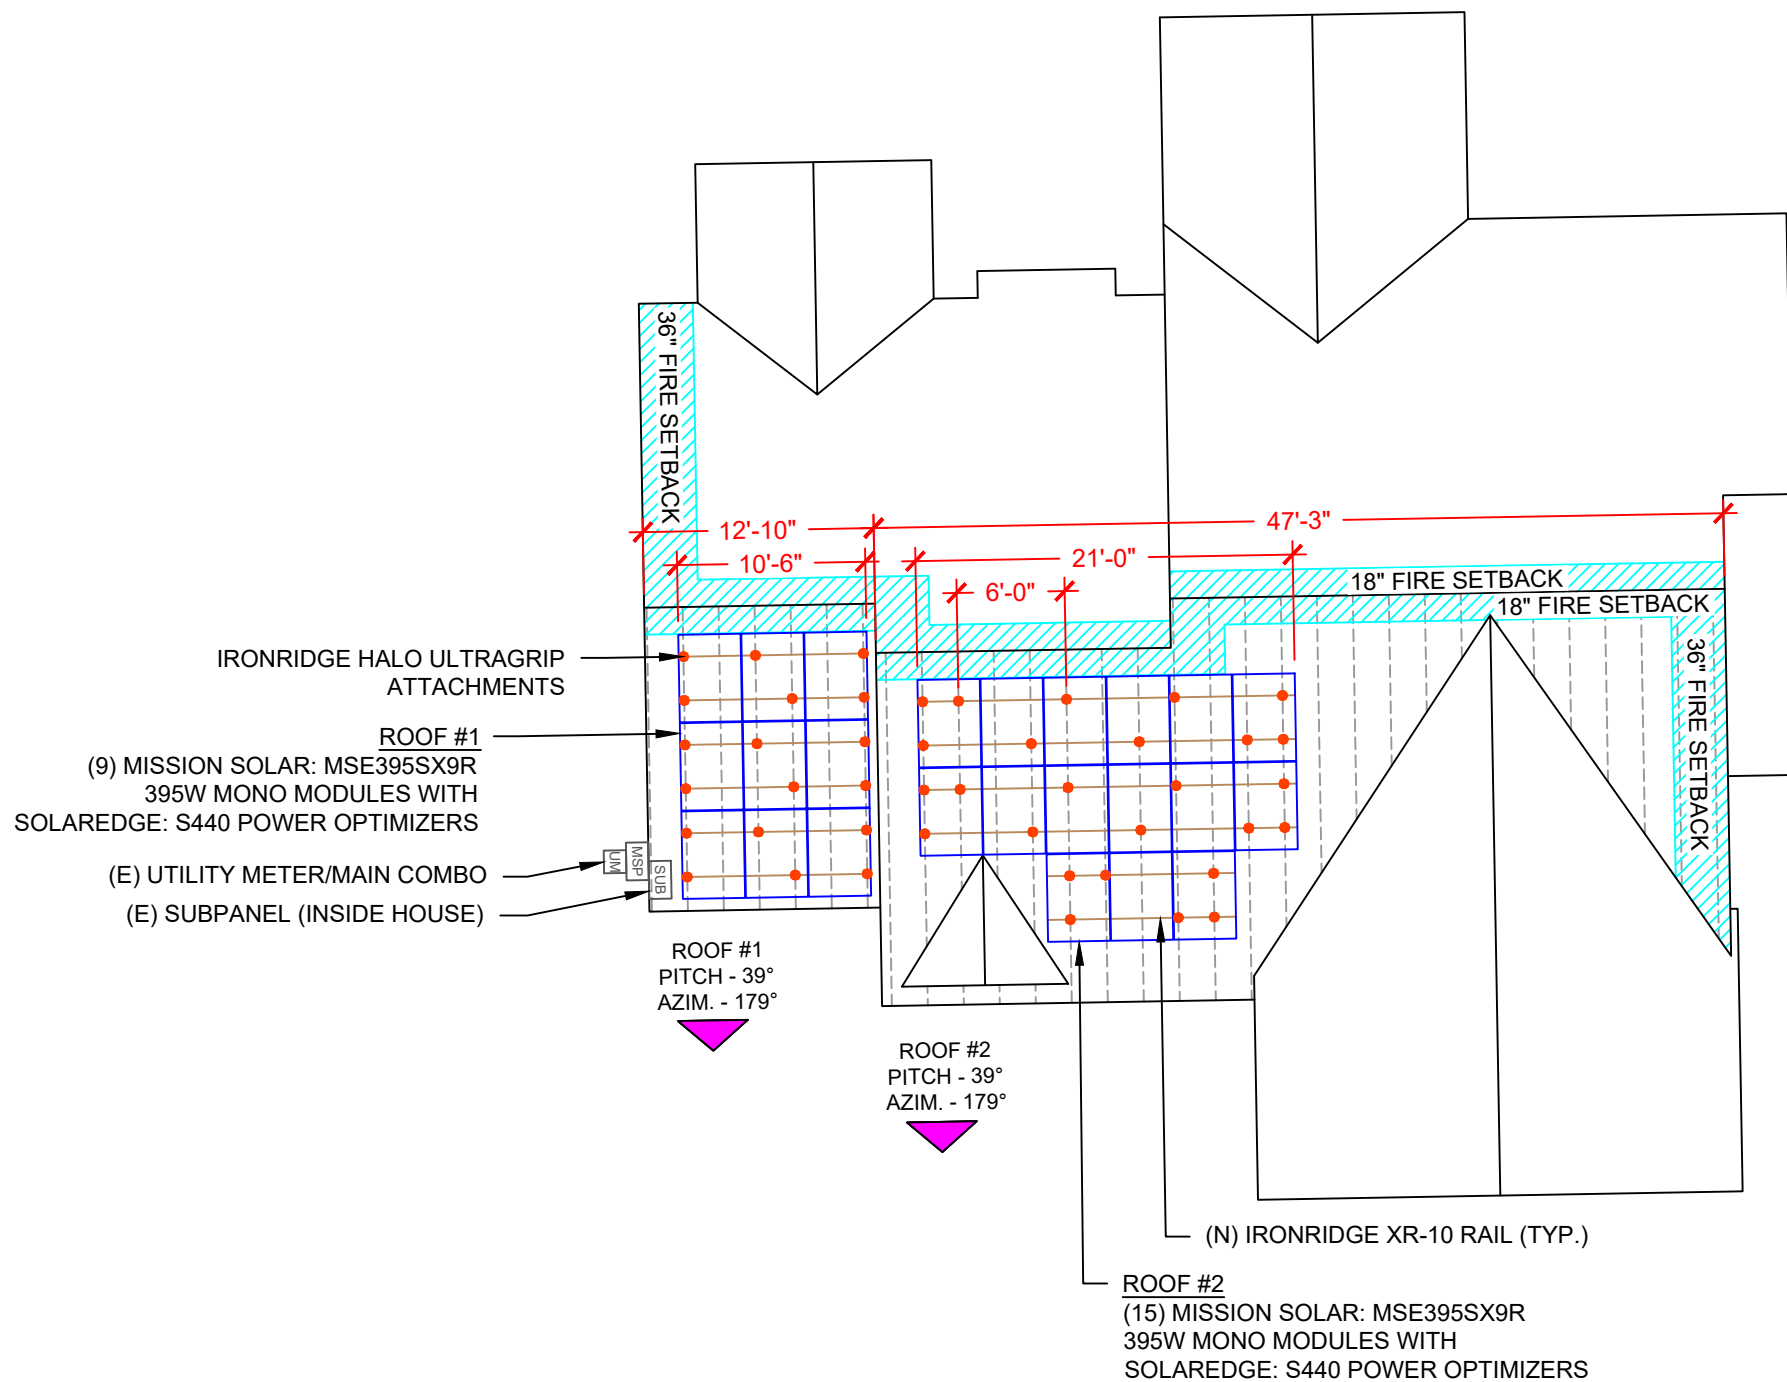 36" FIRE SETBACK
12'-10"
47'-3"
10'-6"
21'-0"
6'-0"
18" FIRE SETBACK
18" FIRE SETBACK
36" FIRE SETBACK
IRONRIDGE HALO ULTRAGRIP
ATTACHMENTS
ROOF #1
(9) MISSION SOLAR: MSE395SX9R
395W MONO MODULES WITH
SOLAREDGE: S440 POWER OPTIMIZERS
(E) UTILITY METER/MAIN COMBO
(E) SUBPANEL (INSIDE HOUSE)
UM
MSP
SUB
ROOF #1
PITCH - 39°
AZIM. - 179°
ROOF #2
PITCH - 39°
AZIM. - 179°
(N) IRONRIDGE XR-10 RAIL (TYP.)
ROOF #2
(15) MISSION SOLAR: MSE395SX9R
395W MONO MODULES WITH
SOLAREDGE: S440 POWER OPTIMIZERS